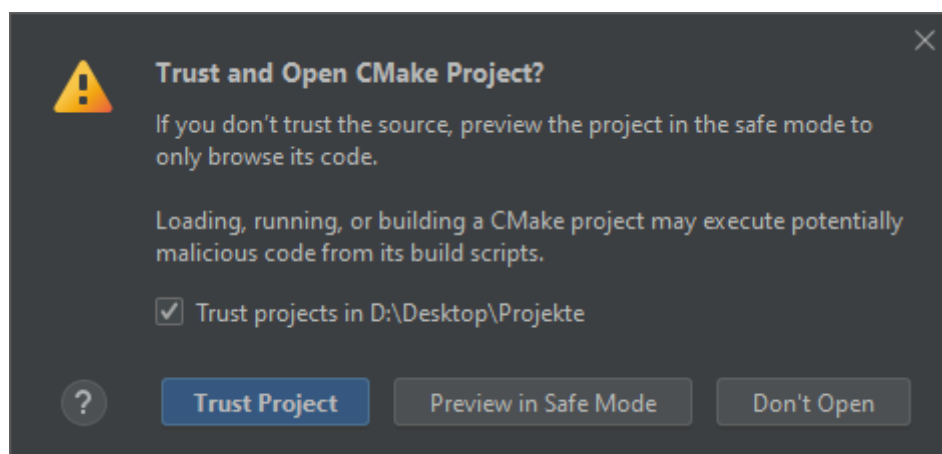 Trust and Open CMake Project?
If you don't trust the source, preview the project in the safe mode to
only browse its code.
Loading, running, or building a CMake project may execute potentially
malicious code from its build scripts.
Trust projects in D:\Desktop\Projekte
? Trust Project Preview in Safe Mode Don't Open